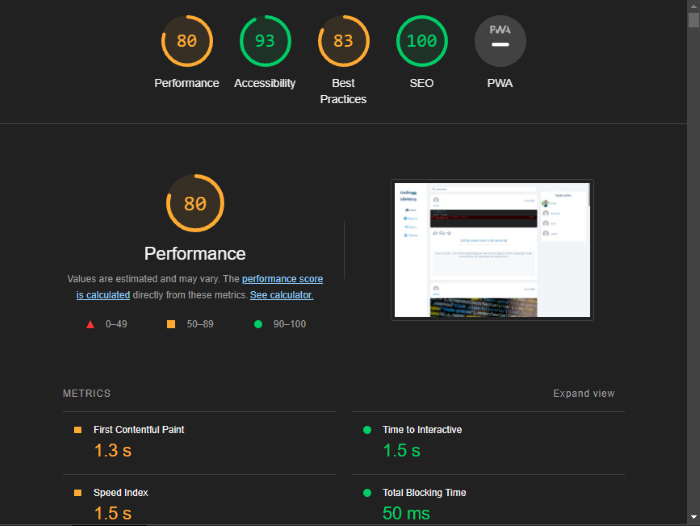 80
93
83
100
PWA
Performance
Accessibility
Best
Practices
SEO
PWA
80
Performance
Values are estimated and may vary. The performance score
is calculated directly from these metrics. See calculator.
0–49
50–89
90–100
METRICS
Expand view
First Contentful Paint
1.3 s
Time to Interactive
1.5 s
Speed Index
1.5 s
Total Blocking Time
50 ms